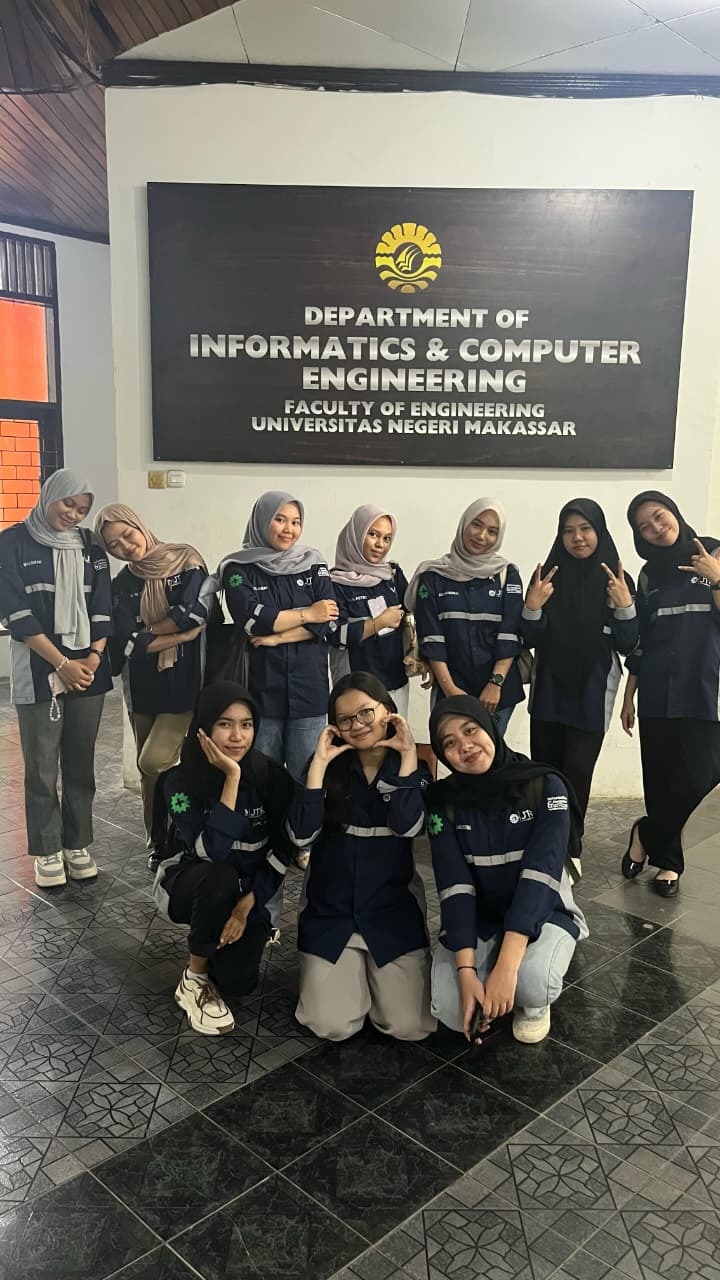 DEPARTMENT OF
INFORMATICS & COMPUTER
ENGINEERING
FACULTY OF ENGINEERING
UNIVERSITAS NEGERI MAKASSAR